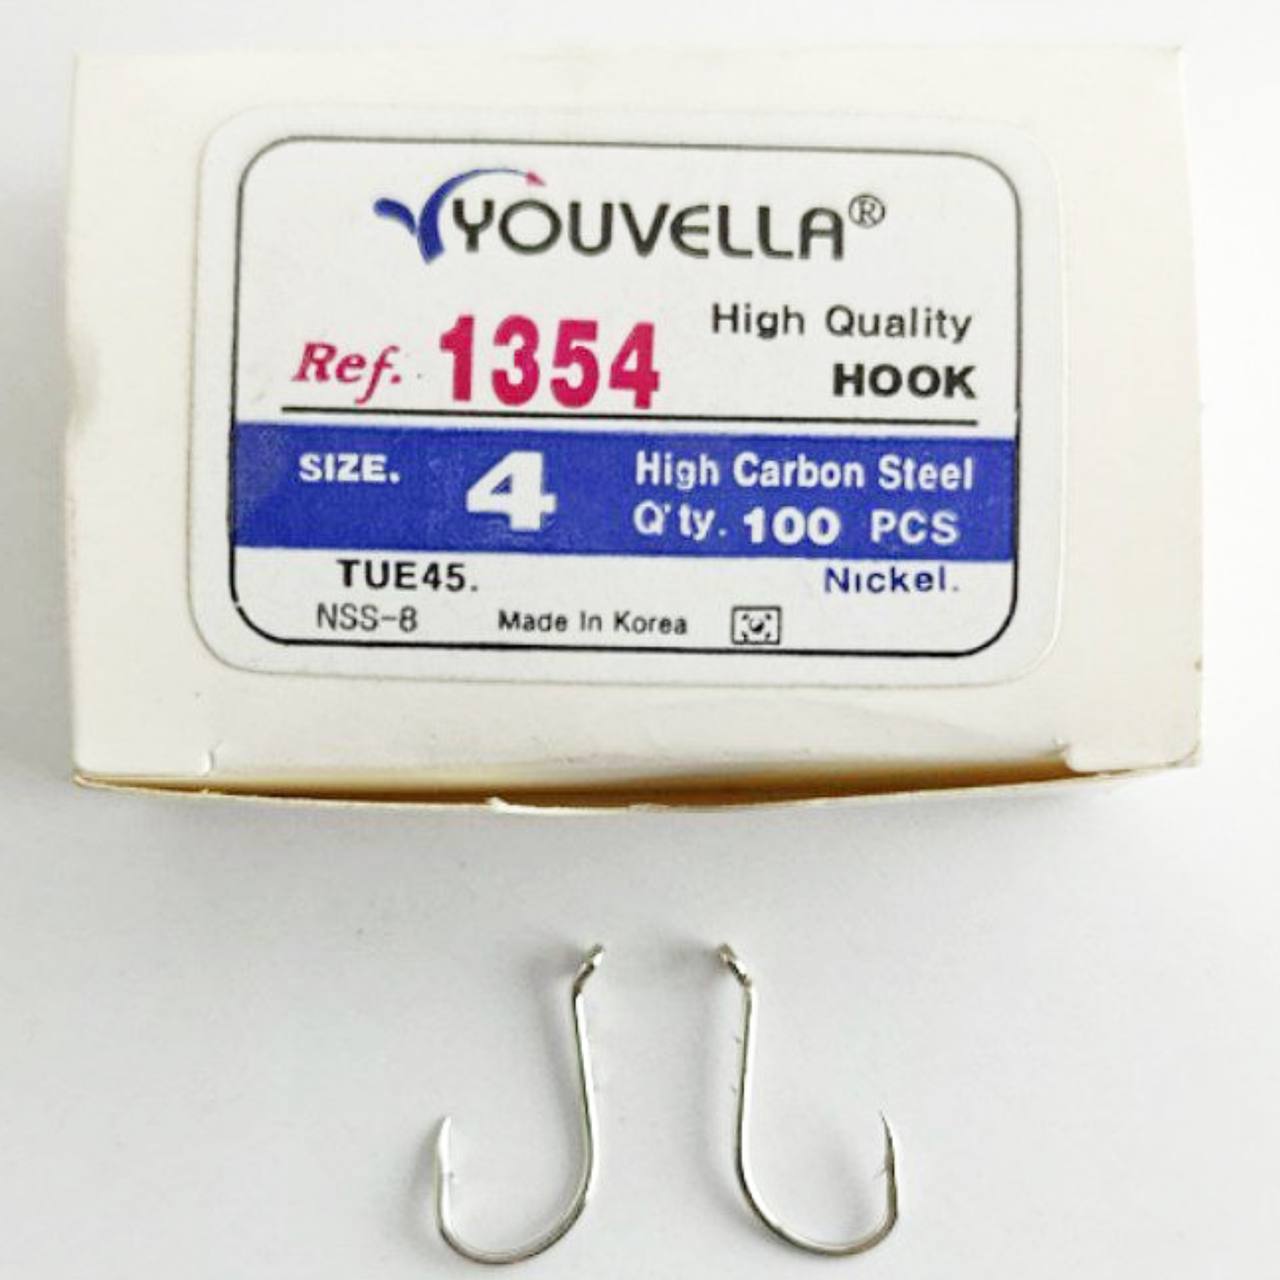 YOUVELLA®
Ref. 1354
High Quality
HOOK
SIZE. 4
High Carbon Steel
Q'ty. 100 PCS
TUE45.
Nickel.
NSS-8
Made In Korea